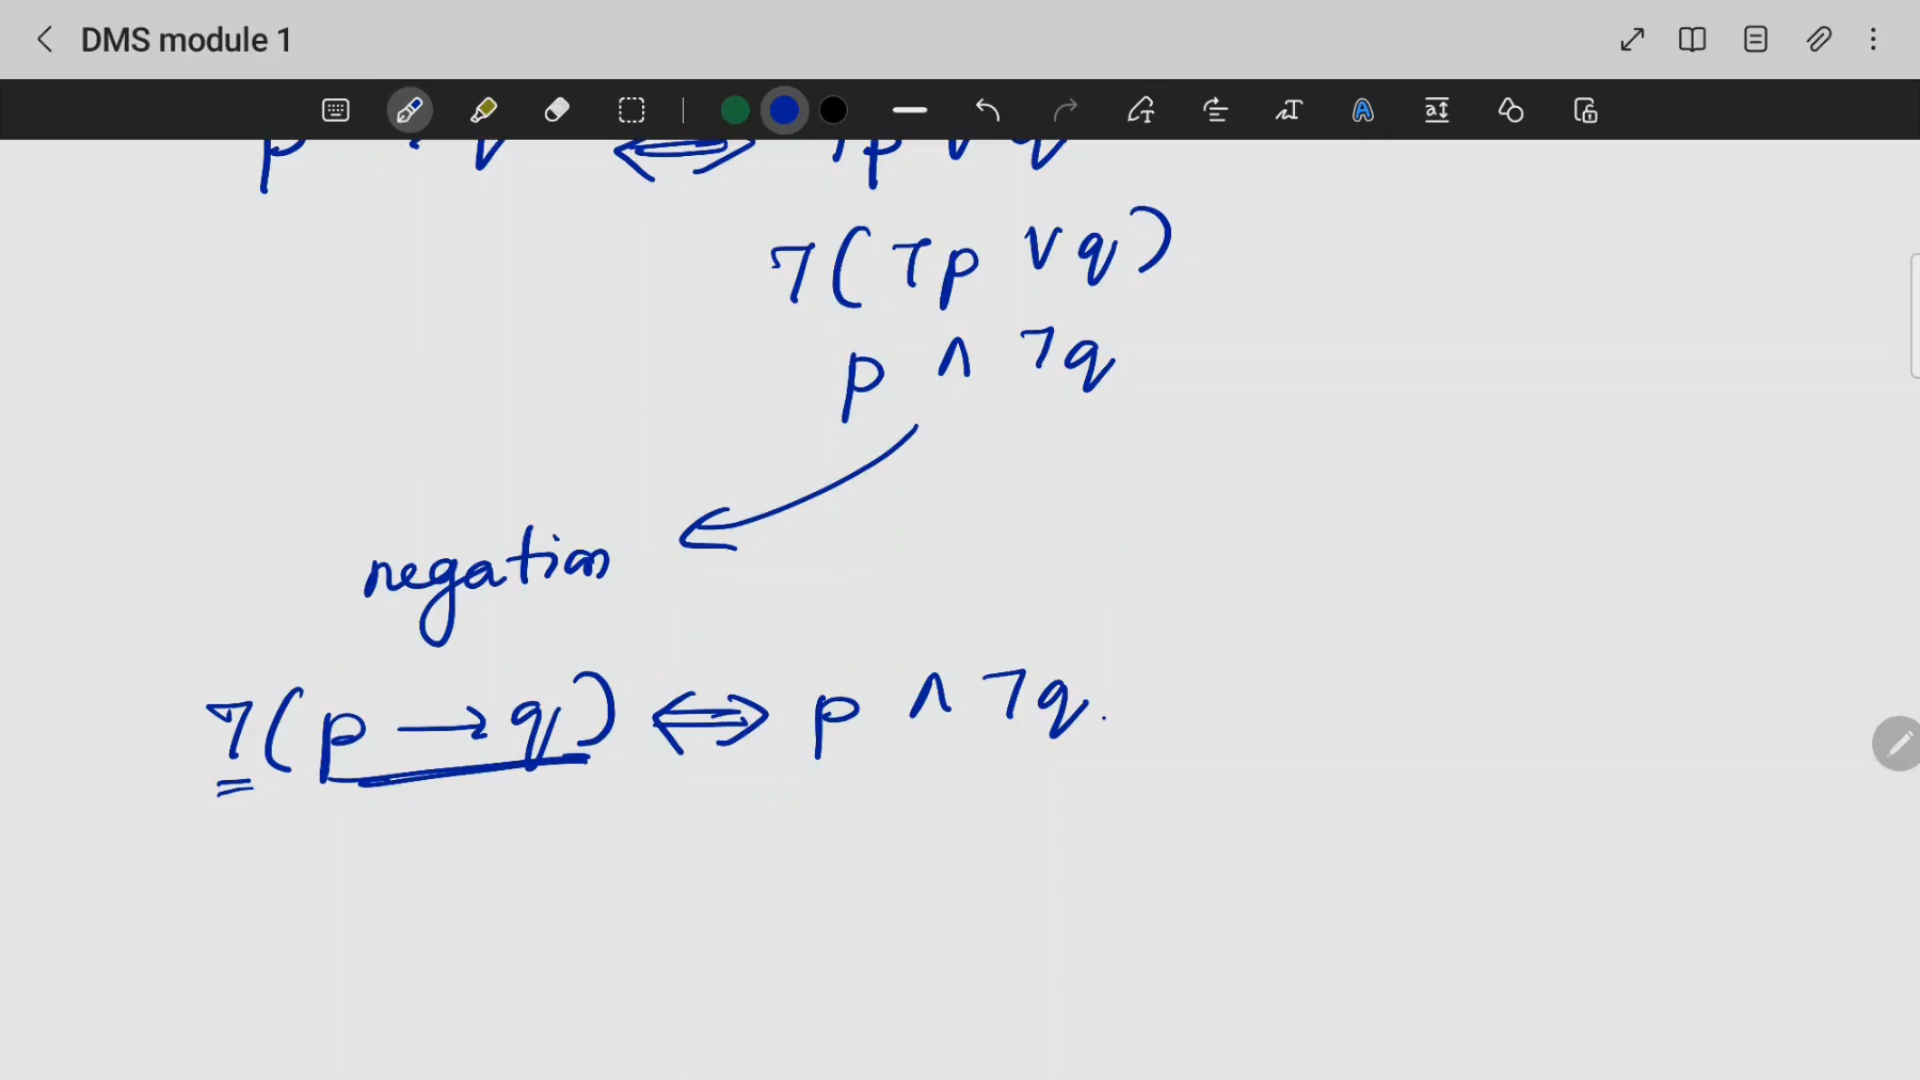 DMS module 1
p → q ⇔ ¬p ∨ q
¬(¬p ∨ q)
p ∧ ¬q
negation
¬(p → q) ⇔ p ∧ ¬q.